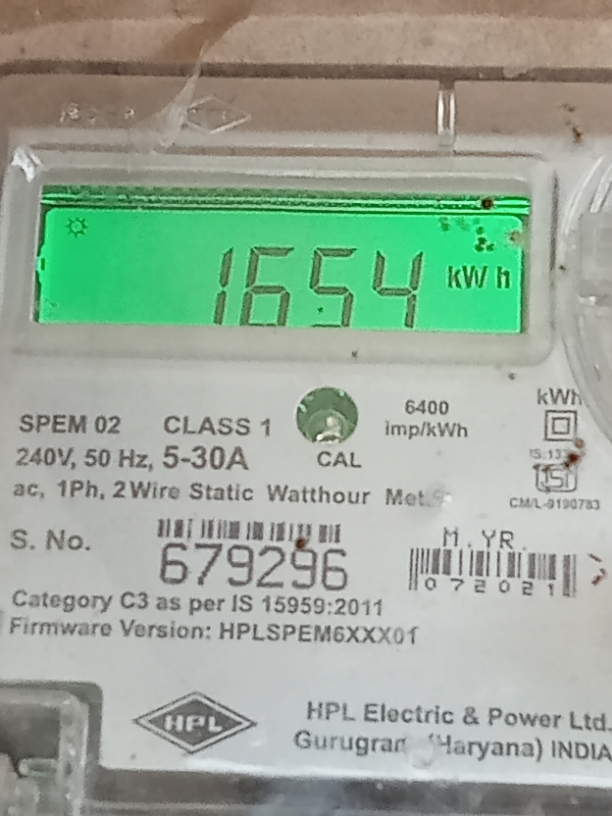 1654 kWh
SPEM 02 CLASS 1 6400 imp/kWh kWh
240V, 50 Hz, 5-30A CAL
ac, 1Ph, 2Wire Static Watthour
CM/L-9190783
S. No. 679296
M.YR.
072021
Category C3 as per IS 15959:2011
Firmware Version: HPLSPEM6XXX01
HPL
HPL Electric & Power Ltd.
(Haryana) INDIA